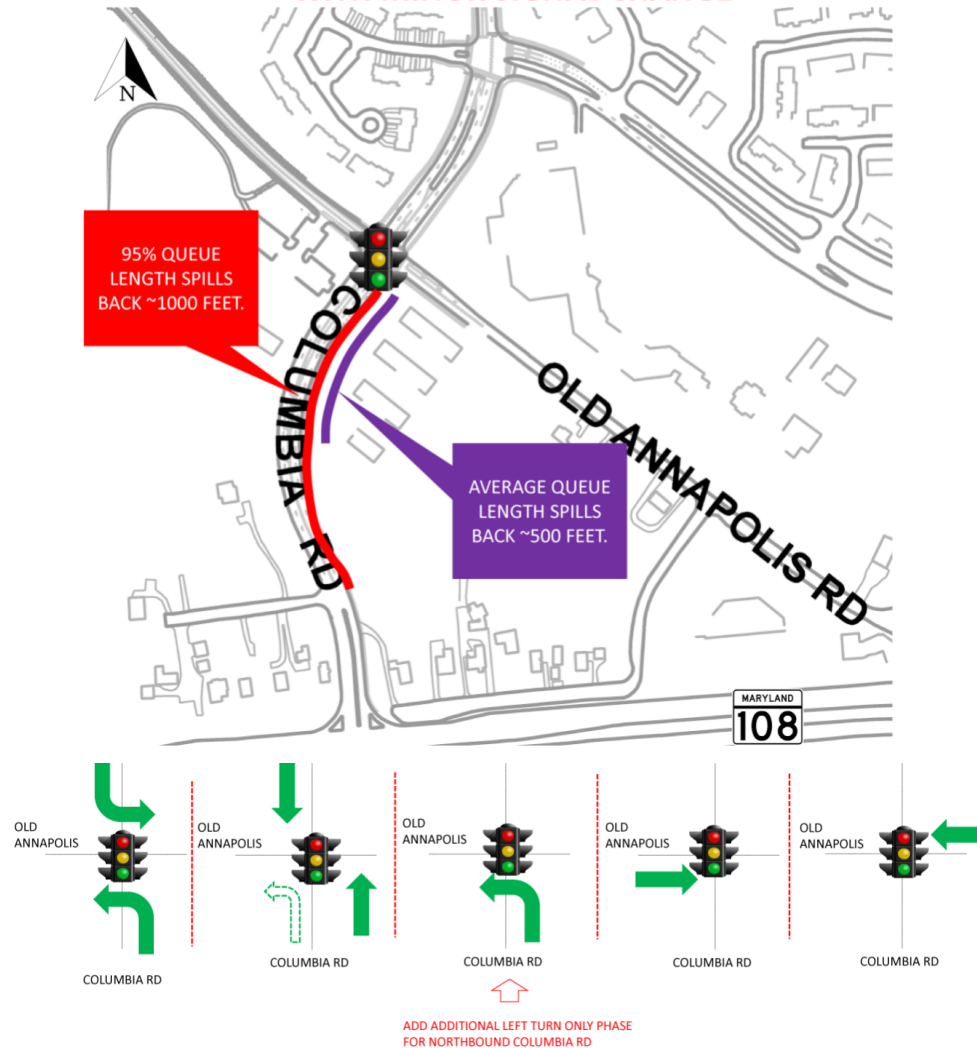 N
95% QUEUE
LENGTH SPILLS
BACK ~1000 FEET.
COLUMBIA RD
OLD ANNAPOLIS RD
AVERAGE QUEUE
LENGTH SPILLS
BACK ~500 FEET.
MARYLAND
108
OLD
ANNAPOLIS
COLUMBIA RD
OLD
ANNAPOLIS
COLUMBIA RD
OLD
ANNAPOLIS
COLUMBIA RD
OLD
ANNAPOLIS
COLUMBIA RD
OLD
ANNAPOLIS
COLUMBIA RD
ADD ADDITIONAL LEFT TURN ONLY PHASE
FOR NORTHBOUND COLUMBIA RD